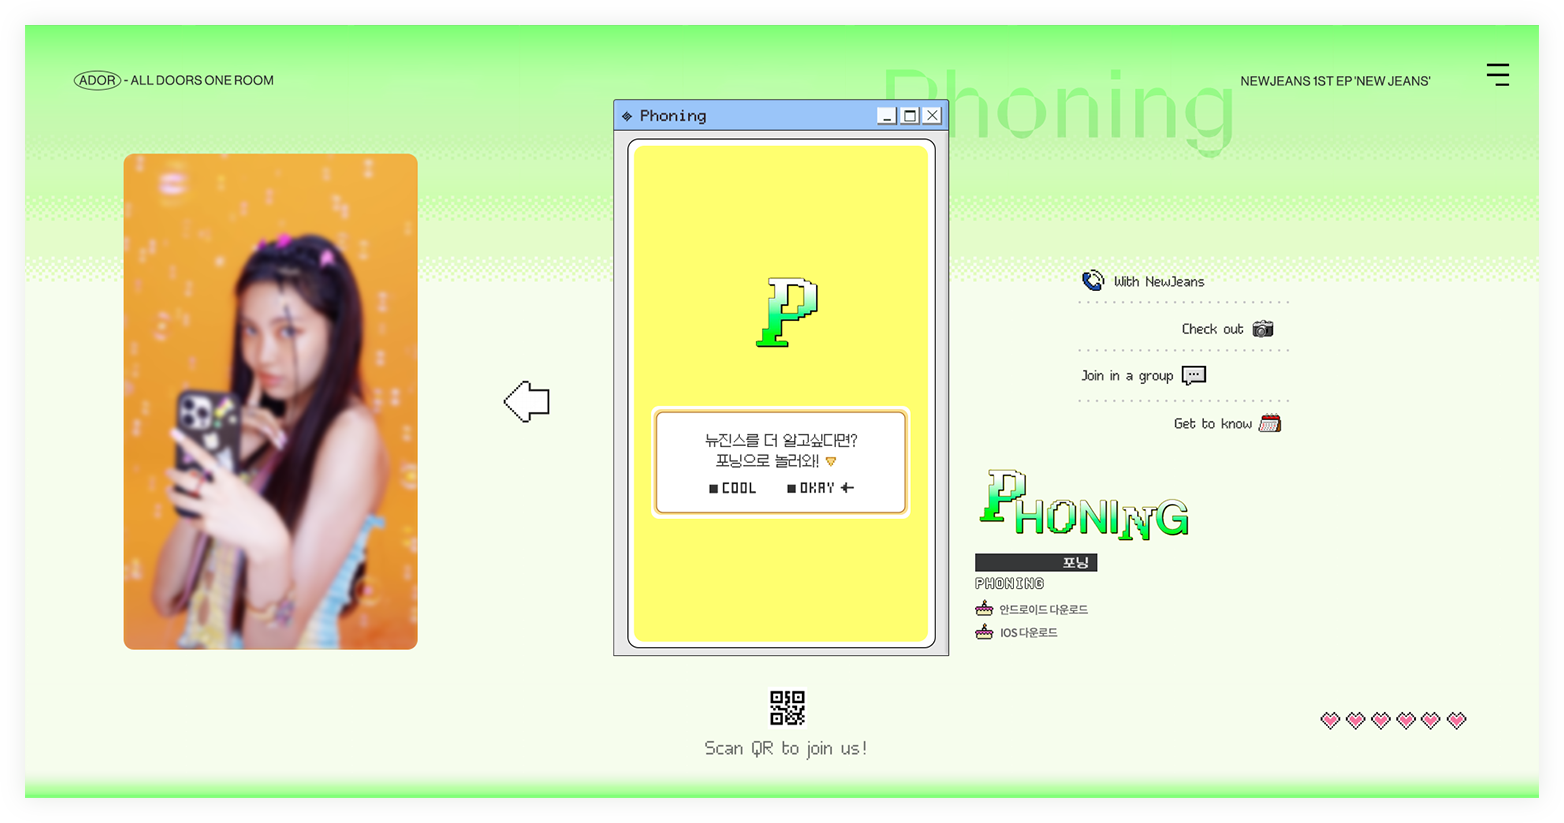 ADOR - ALL DOORS ONE ROOM
Phoning
NEWJEANS 1ST EP 'NEW JEANS'
Phoning
P
뉴진스를 더 알고싶다면?
포닝으로 놀러와!
COOL OKAY
With NewJeans
Check out
Join in a group
Get to know
PHONING
포닝
PHONING
안드로이드 다운로드
IOS 다운로드
Scan QR to join us!